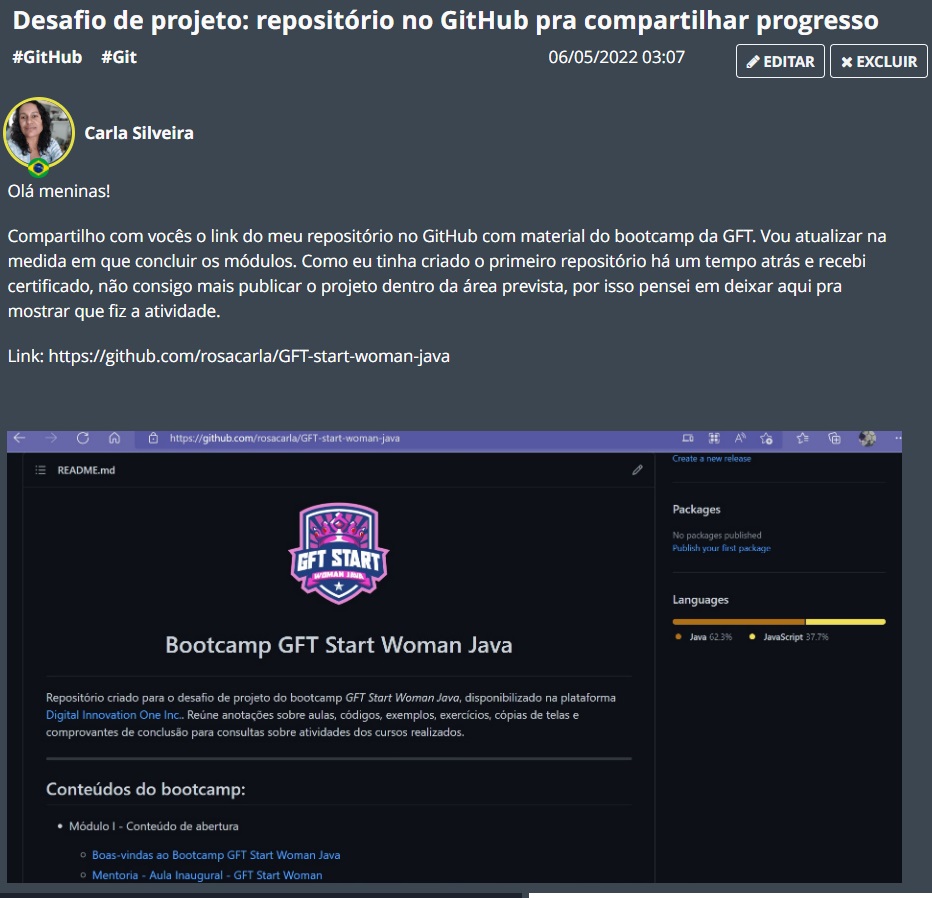 Desafio de projeto: repositório no GitHub pra compartilhar progresso
#GitHub #Git 06/05/2022 03:07 EDITAR EXCLUIR
Carla Silveira
Olá meninas!
Compartilho com vocês o link do meu repositório no GitHub com material do bootcamp da GFT. Vou atualizar na
medida em que concluir os módulos. Como eu tinha criado o primeiro repositório há um tempo atrás e recebi
certificado, não consigo mais publicar o projeto dentro da área prevista, por isso pensei em deixar aqui pra
mostrar que fiz a atividade.
Link: https://github.com/rosacarla/GFT-start-woman-java
https://github.com/rosacarla/GFT-start-woman-java
Create a new release
README.md
GFT START
WOMAN JAVA
Bootcamp GFT Start Woman Java
Repositório criado para o desafio de projeto do bootcamp GFT Start Woman Java, disponibilizado na plataforma
Digital Innovation One Inc.. Reúne anotações sobre aulas, códigos, exemplos, exercícios, cópias de telas e
comprovantes de conclusão para consultas sobre atividades dos cursos realizados.
Conteúdos do bootcamp:
• Módulo I - Conteúdo de abertura
○ Boas-vindas ao Bootcamp GFT Start Woman Java
○ Mentoria - Aula Inaugural - GFT Start Woman
Packages
No packages published
Publish your first package
Languages
Java 62.3% JavaScript 37.7%